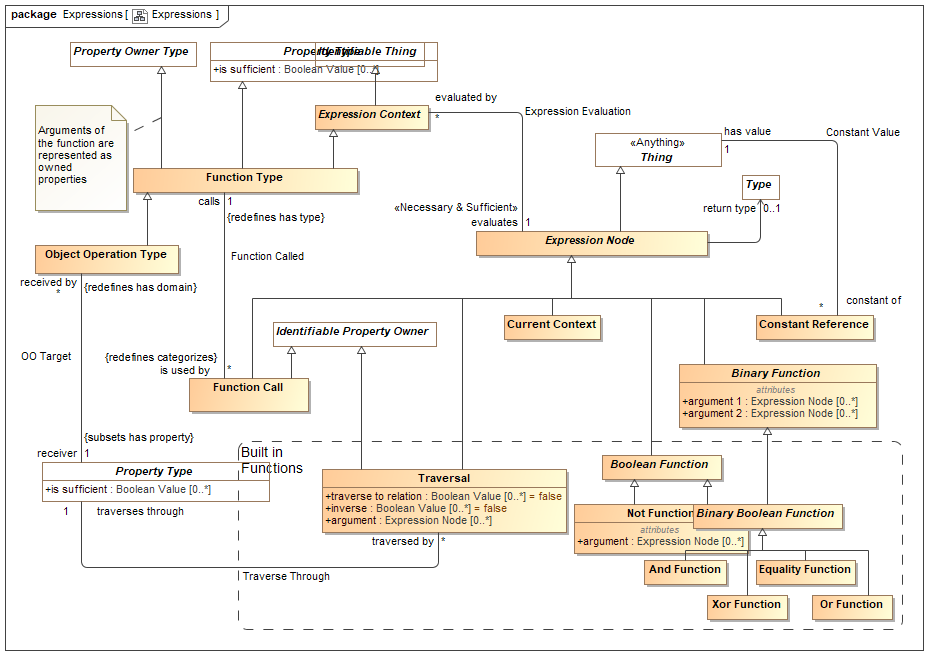 package Expressions [ Expressions ]
Property Owner Type
Property Type
Identifiable Thing
+is sufficient : Boolean Value [0..*]
Expression Context
evaluated by
*
Expression Evaluation
Arguments of
the function are
represented as
owned
properties
«Anything»
Thing
has value
1
Constant Value
Function Type
Type
return type
0..1
calls
1
{redefines has type}
«Necessary & Sufficient»
evaluates
1
Expression Node
Object Operation Type
Function Called
received by
*
{redefines has domain}
constant of
*
Identifiable Property Owner
Current Context
Constant Reference
OO Target
{redefines categorizes}
is used by
*
Function Call
Binary Function
attributes
+argument 1 : Expression Node [0..*]
+argument 2 : Expression Node [0..*]
{subsets has property}
receiver
1
Built in
Functions
Property Type
+is sufficient : Boolean Value [0..*]
1
traverses through
Traversal
+traverse to relation : Boolean Value [0..*] = false
+inverse : Boolean Value [0..*] = false
+argument : Expression Node [0..*]
traversed by
*
Traverse Through
Boolean Function
Not Function
attributes
+argument : Expression Node [0..*]
Binary Boolean Function
And Function
Equality Function
Xor Function
Or Function